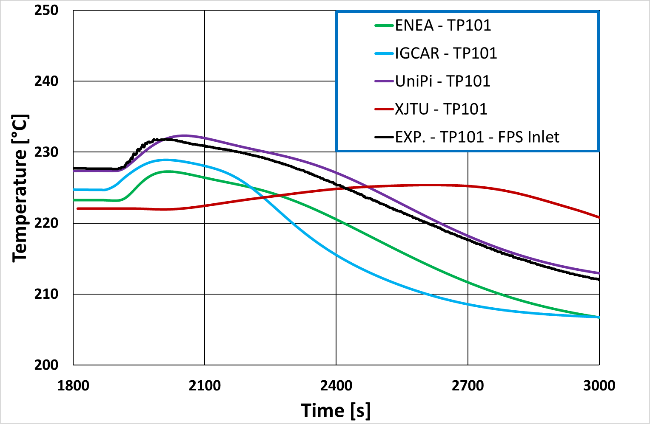 250
240
230
220
210
200
Temperature [°C]
ENEA - TP101
IGCAR - TP101
UniPi - TP101
XJTU - TP101
EXP. - TP101 - FPS Inlet
1800 2100 2400 2700 3000
Time [s]